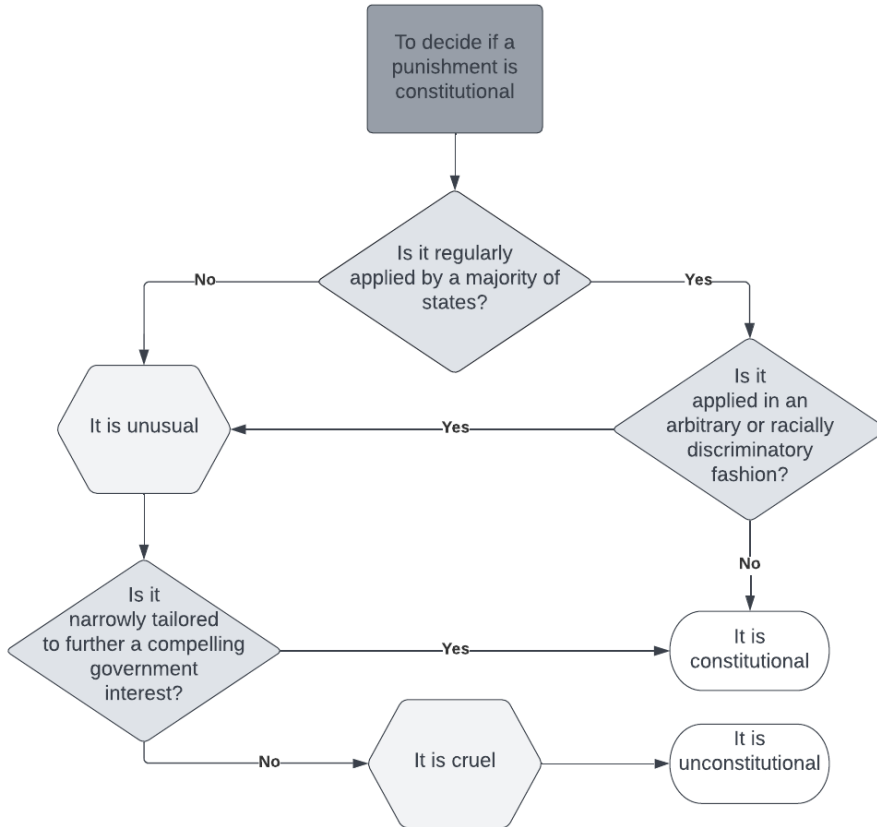 To decide if a
punishment is
constitutional
Is it regularly
applied by a majority of
states?
No
Yes
Is it
applied in an
arbitrary or racially
discriminatory
fashion?
It is unusual
Yes
No
Is it
narrowly tailored
to further a compelling
government
interest?
Yes
It is
constitutional
No
It is cruel
It is
unconstitutional